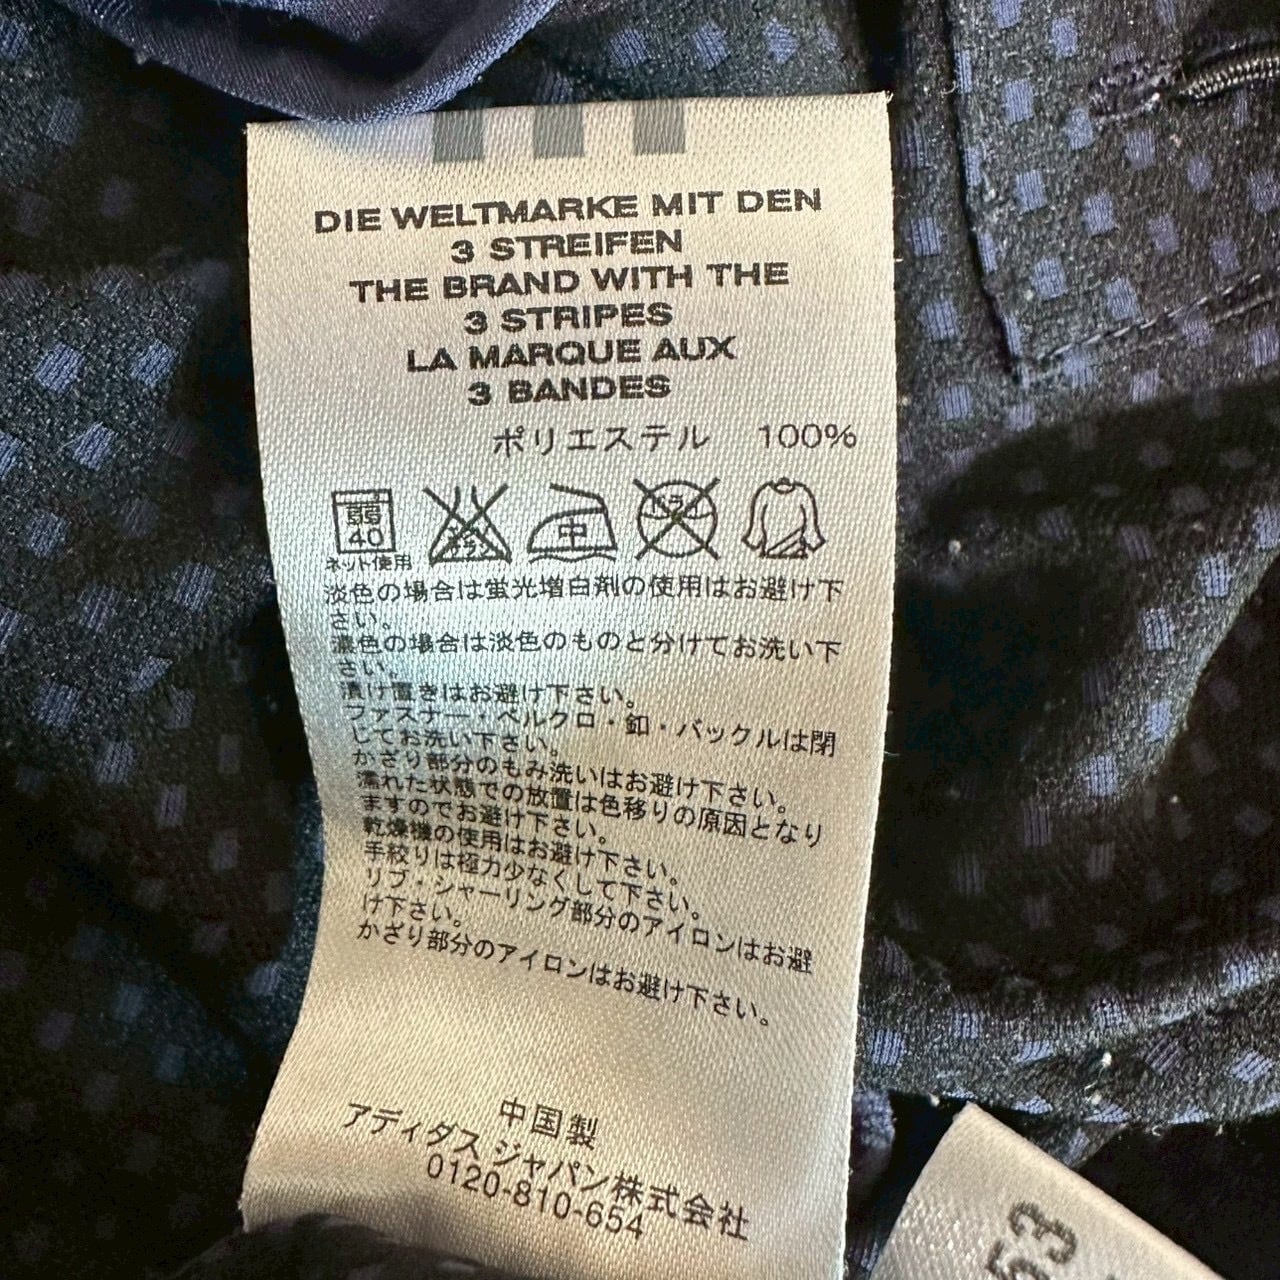 DIE WELTMARKE MIT DEN
3 STREIFEN
THE BRAND WITH THE
3 STRIPES
LA MARQUE AUX
3 BANDES
ポリエステル 100%
弱
40
ネット使用
エンソサラシ
中
ドライ
淡色の場合は蛍光増白剤の使用はお避け下
さい。
濃色の場合は淡色のものと分けてお洗い下
さい。
漬け置きはお避け下さい。
ファスナー・ベルクロ・釦・バックルは閉
じてお洗い下さい。
かざり部分のもみ洗いはお避け下さい。
濡れた状態での放置は色移りの原因となり
ますのでお避け下さい。
乾燥機の使用はお避け下さい。
手絞りは極力少なくして下さい。
リブ・シャーリング部分のアイロンはお避
け下さい。
かざり部分のアイロンはお避け下さい。
中国製
アディダス ジャパン株式会社
0120-810-654
53